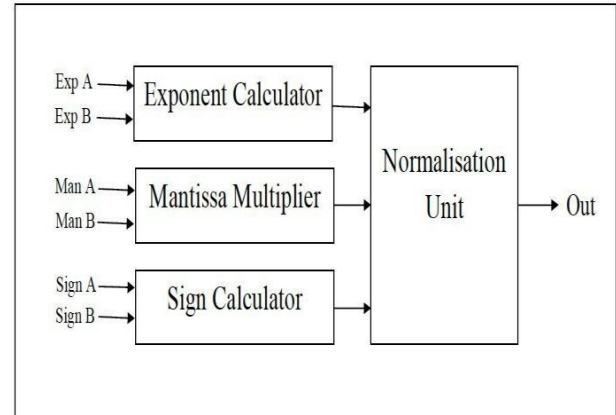 Exp A
Exp B
Exponent Calculator
Man A
Man B
Mantissa Multiplier
Sign A
Sign B
Sign Calculator
Normalisation
Unit
Out